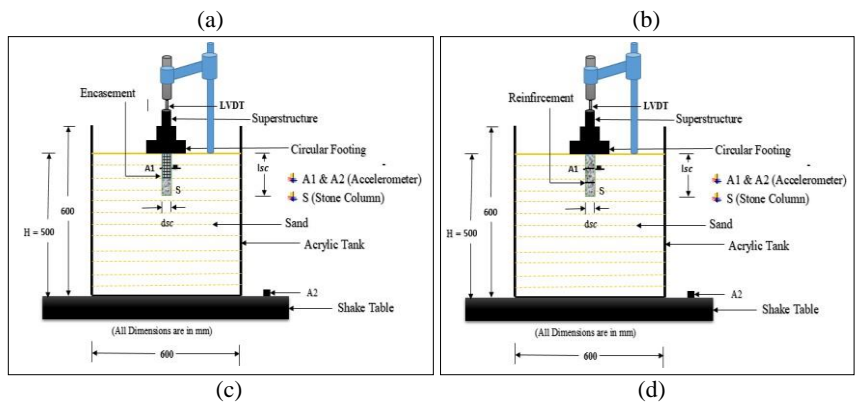 (a)
(b)
Encasement
LVDT
Superstructure
Circular Footing
A1
lsc
A1 & A2 (Accelerometer)
S
S (Stone Column)
600
H = 500
dsc
Sand
Acrylic Tank
A2
Shake Table
(All Dimensions are in mm)
600
Reinfircement
LVDT
Superstructure
Circular Footing
A1
lsc
A1 & A2 (Accelerometer)
S
S (Stone Column)
600
H = 500
dsc
Sand
Acrylic Tank
A2
Shake Table
(All Dimensions are in mm)
600
(c)
(d)